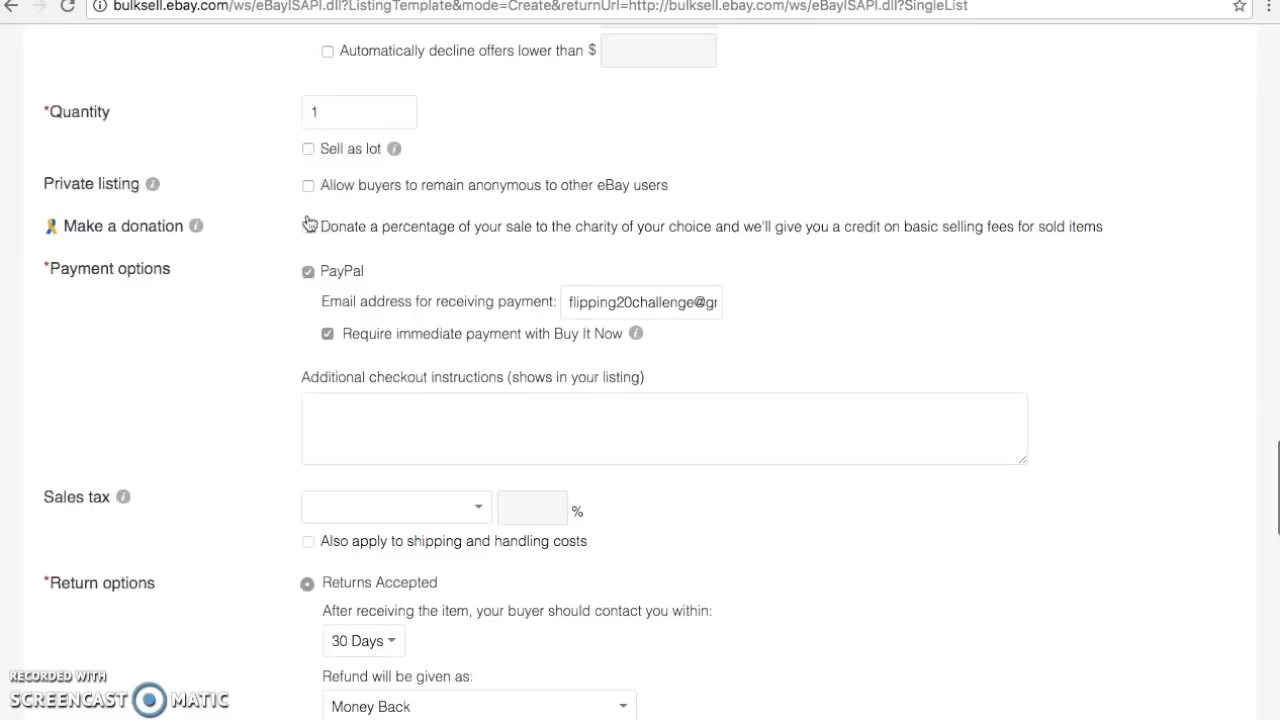 bulksell.ebay.com/ws/eBayISAPI.dll?ListingTemplate&mode=Create&returnUrl=http://bulksell.ebay.com/ws/eBayISAPI.dll?SingleList
Automatically decline offers lower than $
*Quantity
1
Sell as lot
Private listing
Allow buyers to remain anonymous to other eBay users
Make a donation
Donate a percentage of your sale to the charity of your choice and we'll give you a credit on basic selling fees for sold items
*Payment options
PayPal
Email address for receiving payment: flipping20challenge@gr
Require immediate payment with Buy It Now
Additional checkout instructions (shows in your listing)
Sales tax
%
Also apply to shipping and handling costs
*Return options
Returns Accepted
After receiving the item, your buyer should contact you within:
30 Days
Refund will be given as:
Money Back
RECORDED WITH
SCREENCAST MATIC